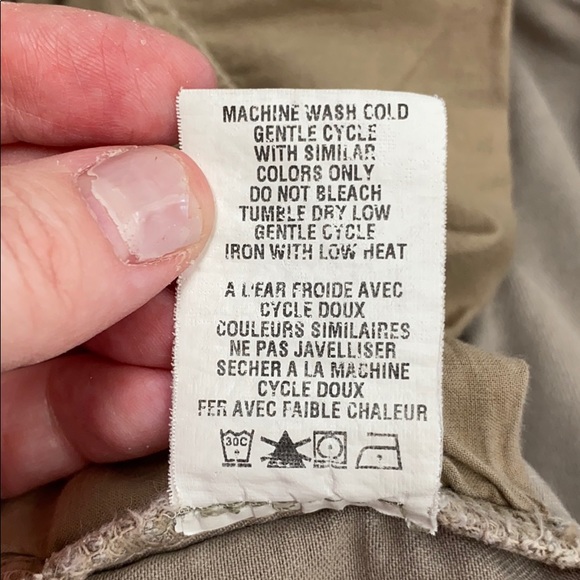 MACHINE WASH COLD
GENTLE CYCLE
WITH SIMILAR
COLORS ONLY
DO NOT BLEACH
TUMBLE DRY LOW
GENTLE CYCLE
IRON WITH LOW HEAT
A L'EAR FROIDE AVEC
CYCLE DOUX
COULEURS SIMILAIRES
NE PAS JAVELLISER
SECHER A LA MACHINE
CYCLE DOUX
FER AVEC FAIBLE CHALEUR
30C